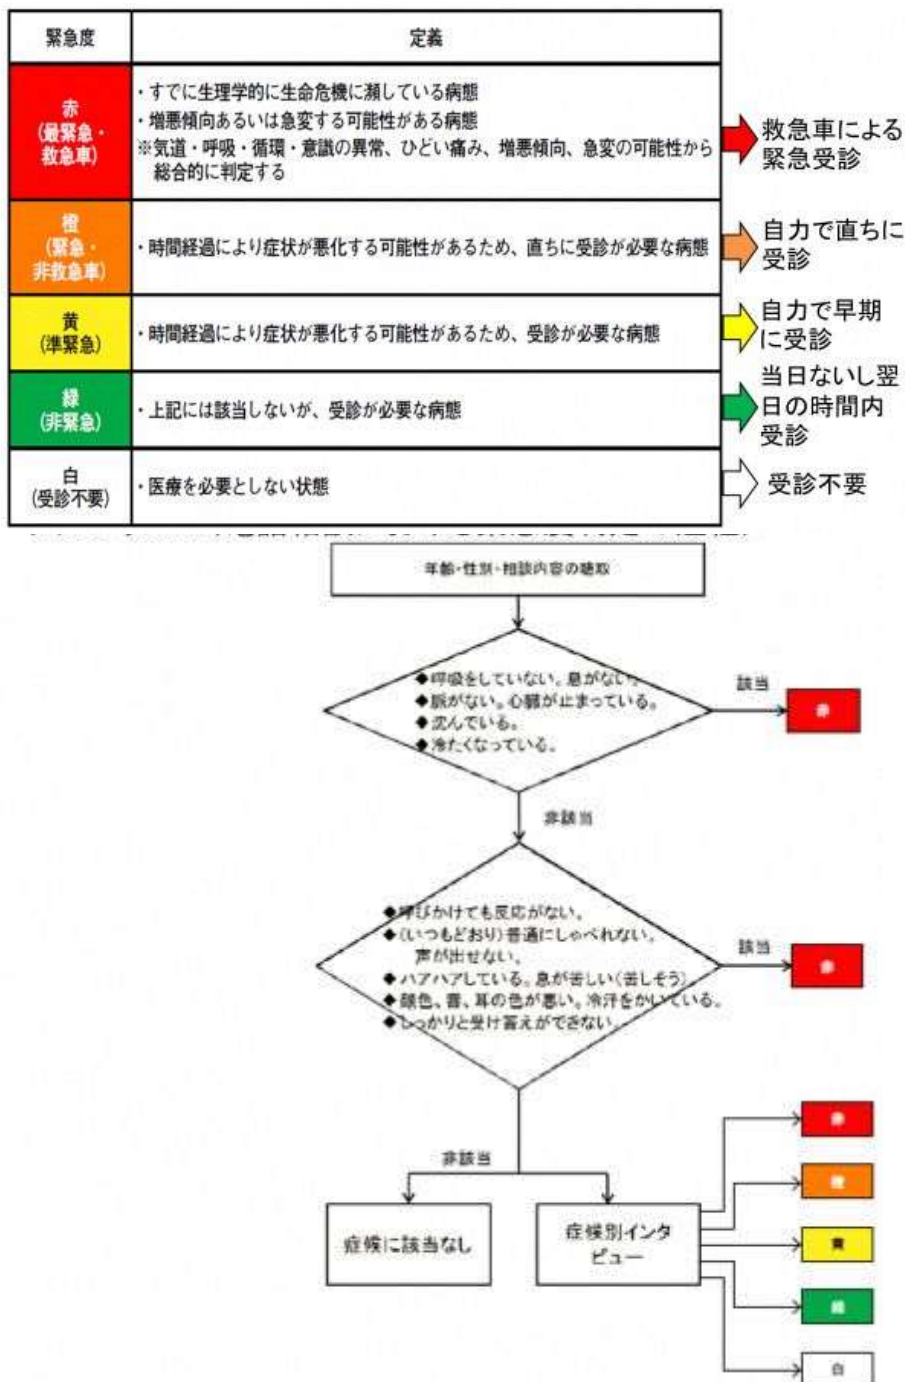 緊急度
定義
赤
(最緊急・
救急車)
・すでに生理学的に生命危機に瀕している病態
・増悪傾向あるいは急変する可能性がある病態
※気道・呼吸・循環・意識の異常、ひどい痛み、増悪傾向、急変の可能性から
総合的に判定する
救急車による
緊急受診
橙
(緊急・
非救急車)
・時間経過により症状が悪化する可能性があるため、直ちに受診が必要な病態
自力で直ちに
受診
黄
(準緊急)
・時間経過により症状が悪化する可能性があるため、受診が必要な病態
自力で早期
に受診
緑
(非緊急)
・上記には該当しないが、受診が必要な病態
当日ないし翌
日の時間内
受診
白
(受診不要)
・医療を必要としない状態
受診不要
年齢・性別・相談内容の聴取
◆呼吸をしていない。息がない。
◆脈がない。心臓が止まっている。
◆沈んでいる。
◆冷たくなっている。
該当
赤
非該当
◆呼びかけても反応がない。
◆(いつもどおり)普通にしゃべれない。
声が出せない。
◆ハアハアしている。息が苦しい(苦しそう)。
◆顔色、唇、耳の色が悪い。冷汗をかいている。
◆しっかりと受け答えができない。
該当
赤
非該当
症候に該当なし
症候別インタ
ビュー
赤
橙
黄
緑
白